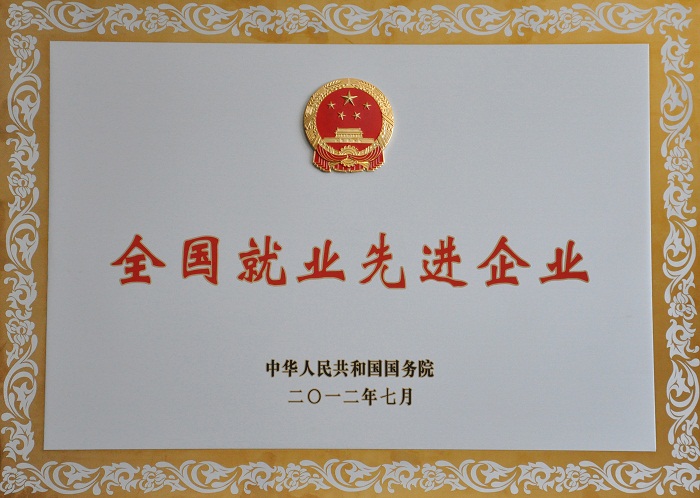 全国就业先进企业
中华人民共和国国务院
二〇一二年七月